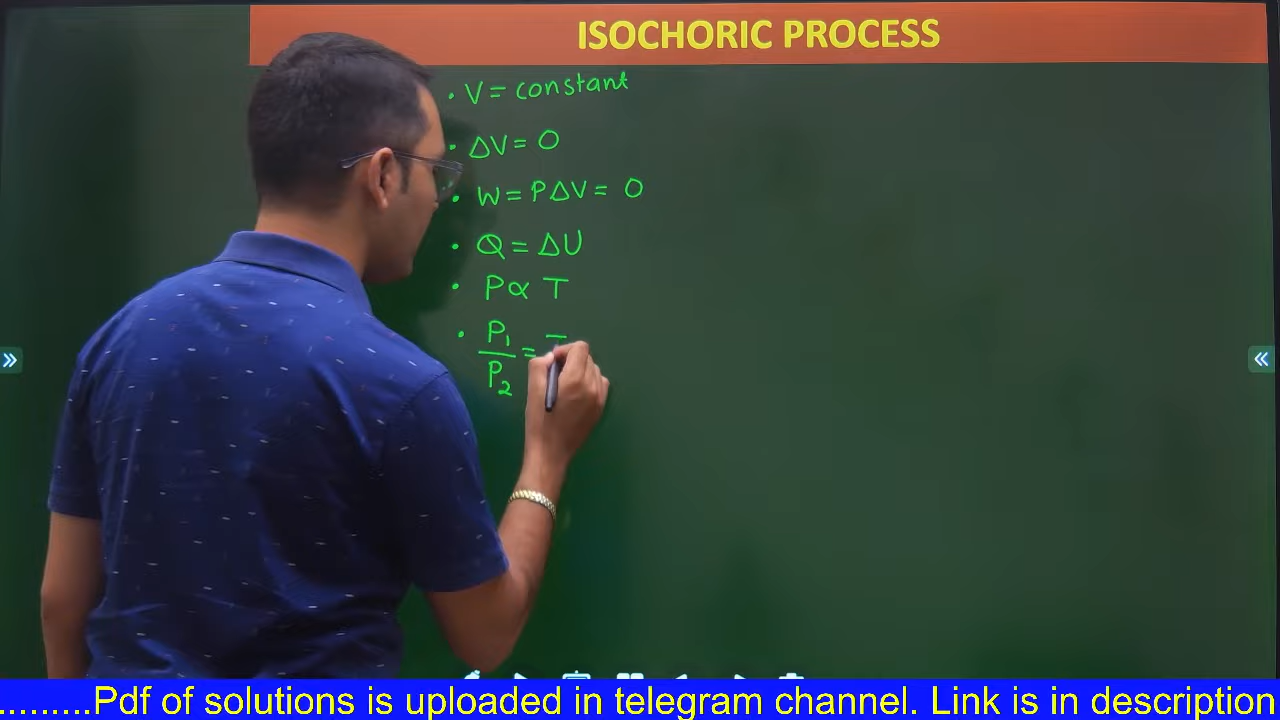 ISOCHORIC PROCESS
• V = constant
• ΔV = 0
• W = PΔV = 0
• Q = ΔU
• P ∝ T
• P₁/P₂ =
.........Pdf of solutions is uploaded in telegram channel. Link is in description